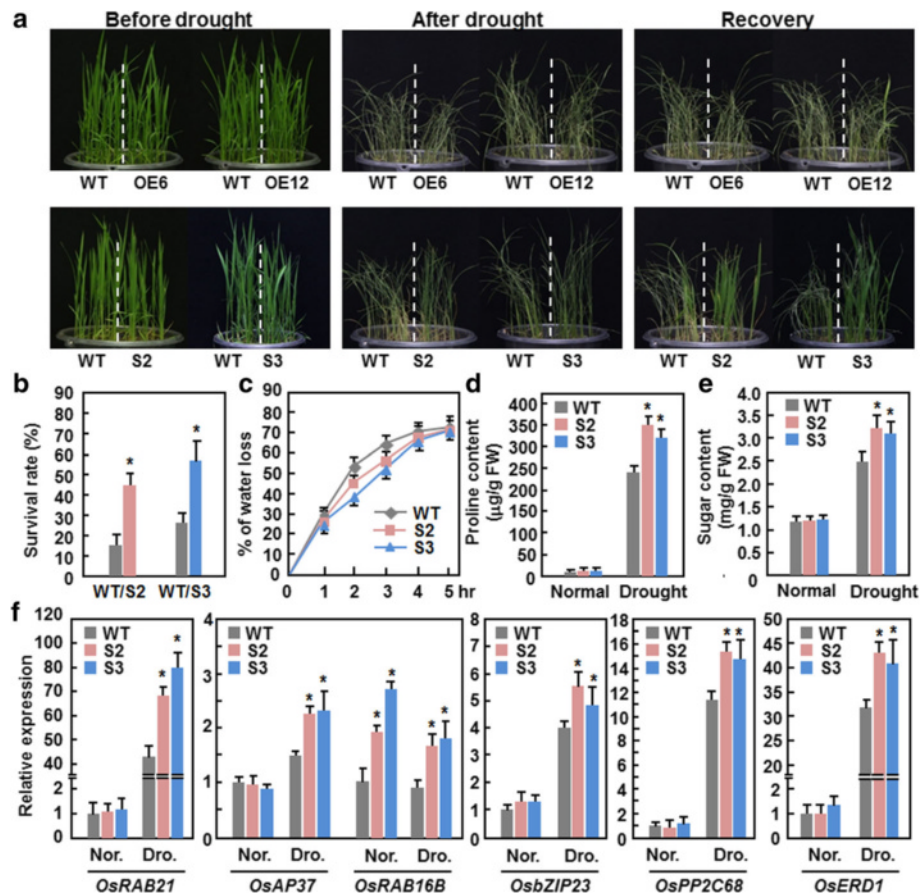 a
Before drought After drought Recovery
WT OE6 WT OE12 WT OE6 WT OE12 WT OE6 WT OE12
WT S2 WT S3 WT S2 WT S3 WT S2 WT S3
b
Survival rate (%)
90
80
70
60
50
40
30
20
10
0
*
*
WT/S2 WT/S3
c
% of water loss
90
80
70
60
50
40
30
20
10
0
WT
S2
S3
0 1 2 3 4 5 hr
d
Proline content
(μg/g FW)
400
350
300
250
200
150
100
50
0
WT
S2
S3
* *
Normal Drought
e
Sugar content
(mg/g FW)
4.0
3.5
3.0
2.5
2.0
1.5
1.0
0.5
0
WT
S2
S3
* *
Normal Drought
f
Relative expression
120
100
80
60
40
2
1
0
WT
S2
S3
*
*
Nor. Dro.
OsRAB21
4
3
2
1
0
WT
S2
S3
* *
*
*
* *
Nor. Dro. Nor. Dro.
OsAP37 OsRAB16B
8
7
6
5
4
3
2
1
0
WT
S2
S3
*
*
Nor. Dro.
OsbZIP23
18
16
14
12
10
8
6
4
2
0
WT
S2
S3
* *
Nor. Dro.
OsPP2C68
50
45
40
35
30
25
20
2
1
0
WT
S2
S3
* *
Nor. Dro.
OsERD1